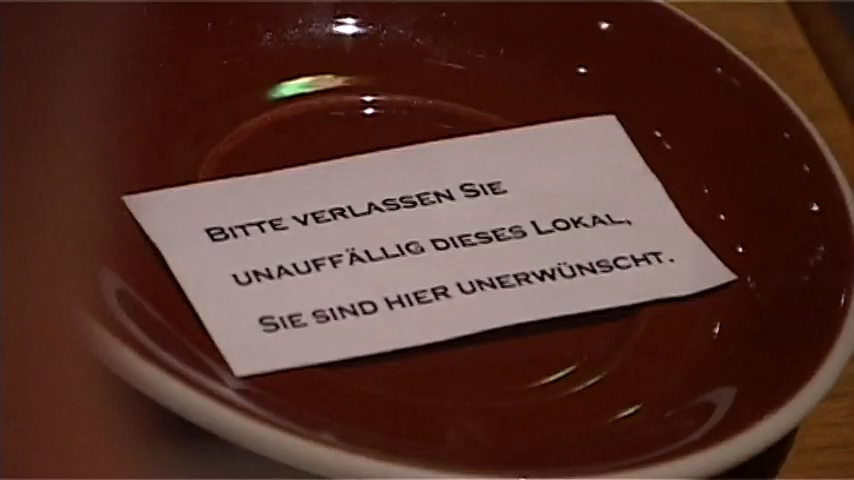 Bitte verlassen Sie
unauffällig dieses Lokal,
Sie sind hier unerwünscht.